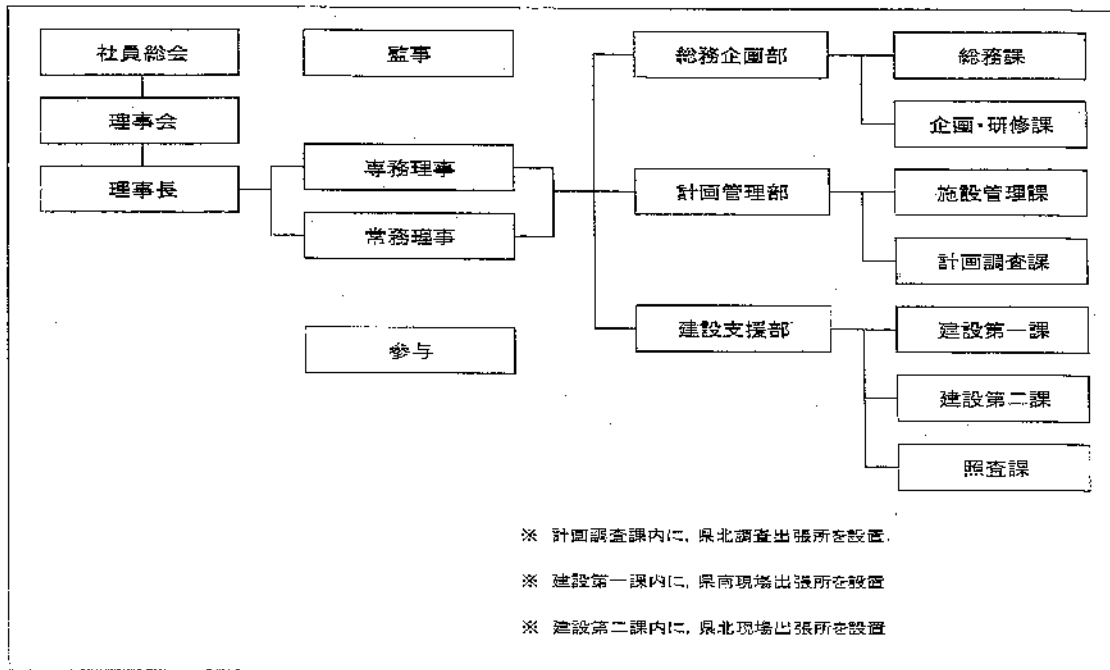 社員総会
監事
総務企画部
総務課
理事会
企画・研修課
理事長
専務理事
計画管理部
施設管理課
常務理事
計画調査課
参与
建設支援部
建設第一課
建設第二課
照査課
※ 計画調査課内に,県北調査出張所を設置.
※ 建設第一課内に,県南現場出張所を設置
※ 建設第二課内に,県北現場出張所を設置